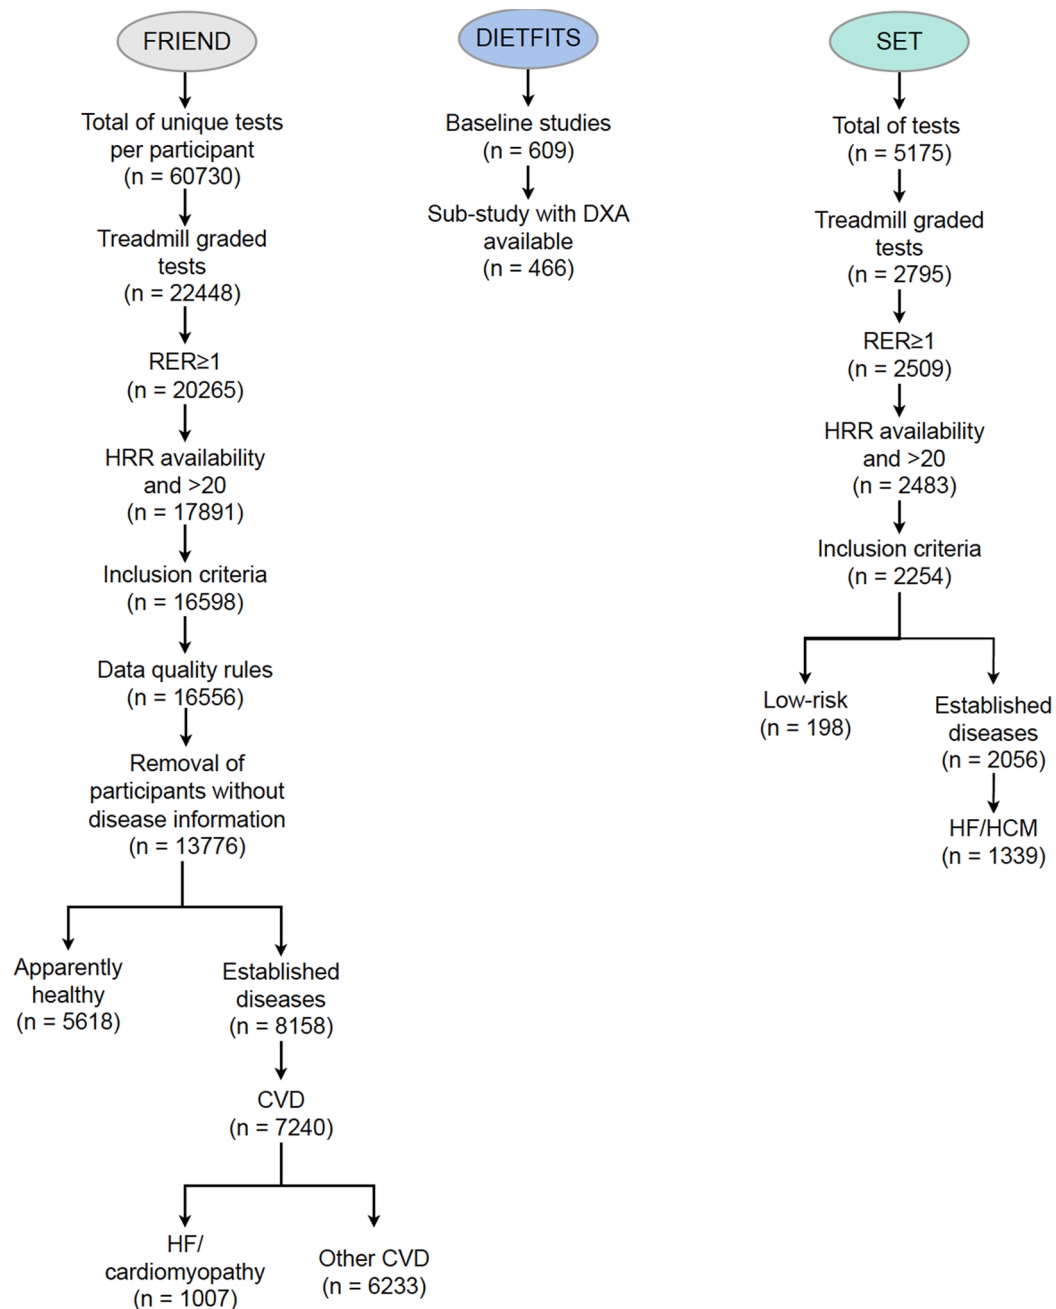 FRIEND
Total of unique tests
per participant
(n = 60730)
Treadmill graded
tests
(n = 22448)
RER≥1
(n = 20265)
HRR availability
and >20
(n = 17891)
Inclusion criteria
(n = 16598)
Data quality rules
(n = 16556)
Removal of
participants without
disease information
(n = 13776)
Apparently
healthy
(n = 5618)
Established
diseases
(n = 8158)
CVD
(n = 7240)
HF/
cardiomyopathy
(n = 1007)
Other CVD
(n = 6233)
DIETFITS
Baseline studies
(n = 609)
Sub-study with DXA
available
(n = 466)
SET
Total of tests
(n = 5175)
Treadmill graded
tests
(n = 2795)
RER≥1
(n = 2509)
HRR availability
and >20
(n = 2483)
Inclusion criteria
(n = 2254)
Low-risk
(n = 198)
Established
diseases
(n = 2056)
HF/HCM
(n = 1339)